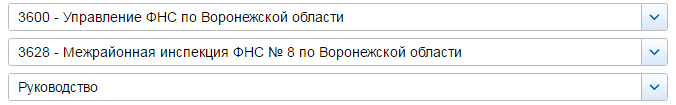 3600 - Управление ФНС по Воронежской области
3628 - Межрайонная инспекция ФНС № 8 по Воронежской области
Руководство